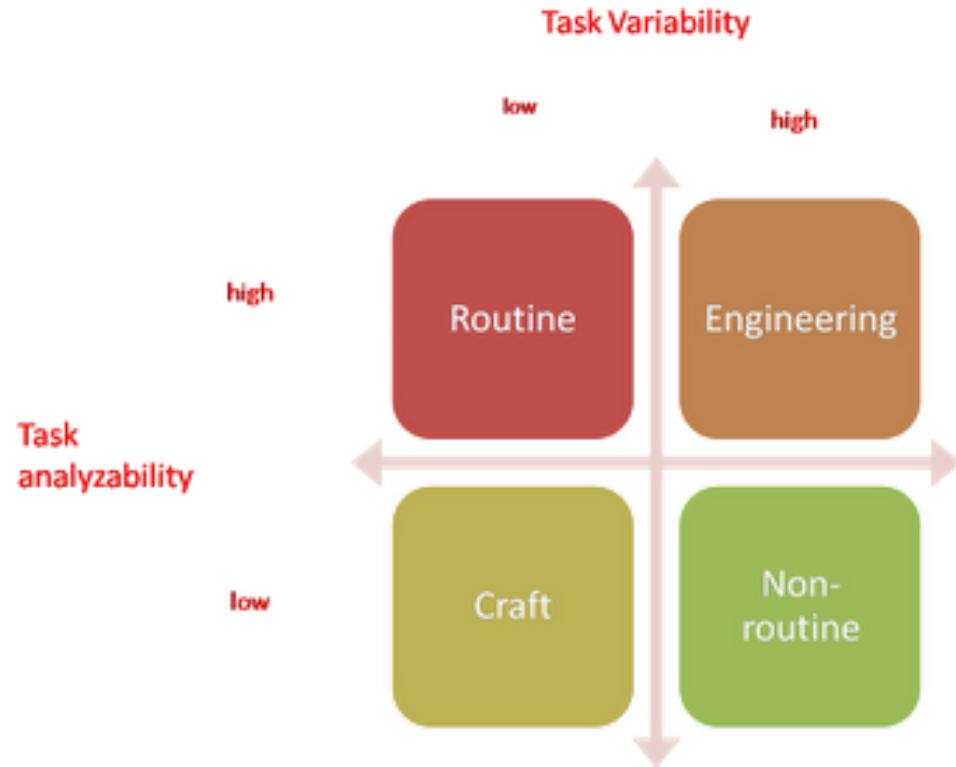 Task Variability
low
high
high
Routine
Engineering
Task
analyzability
low
Craft
Non-
routine